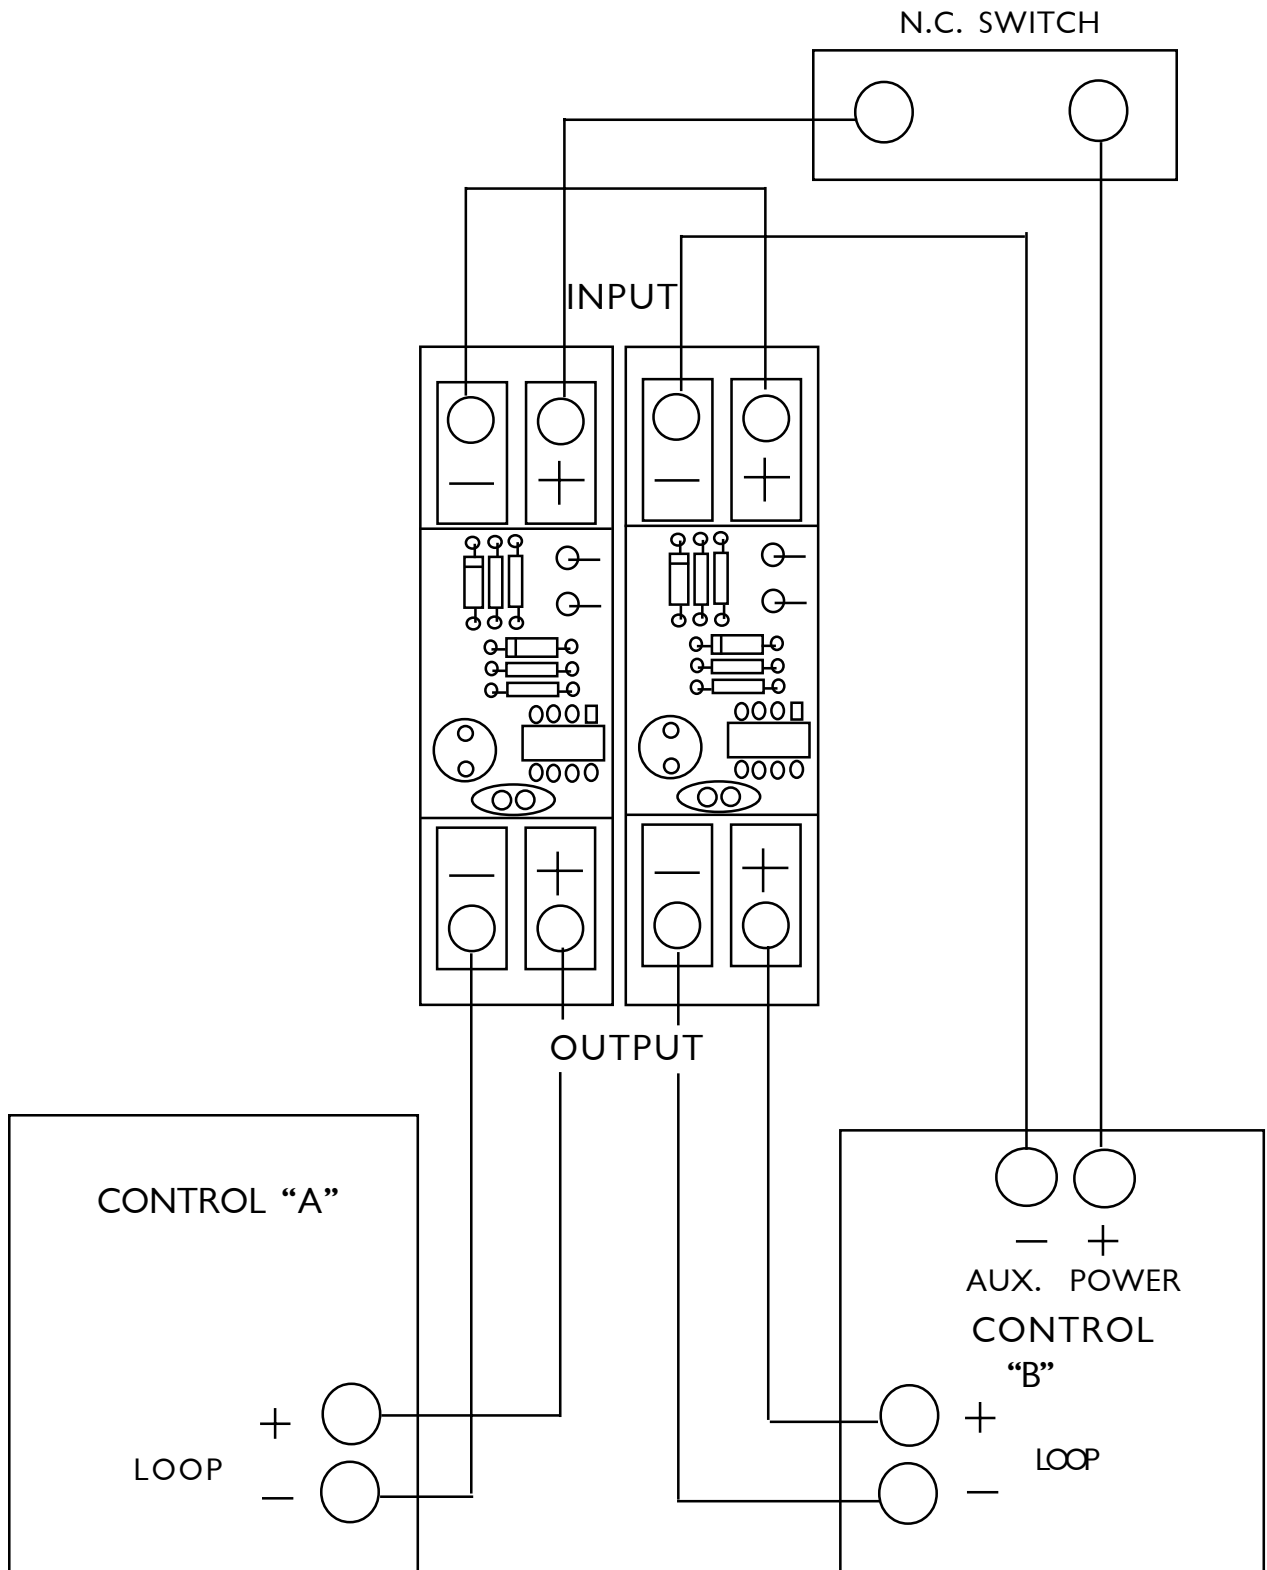 N.C. SWITCH
INPUT
− + − +
− + − +
OUTPUT
CONTROL “A”
− +
AUX. POWER
CONTROL
“B”
+ +
LOOP LOOP
− −